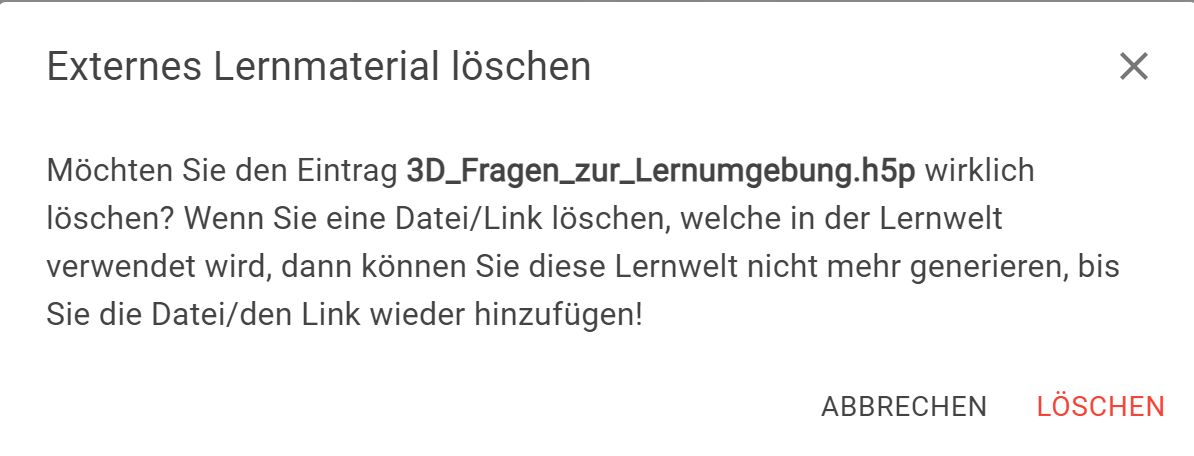 Externes Lernmaterial löschen
Möchten Sie den Eintrag 3D_Fragen_zur_Lernumgebung.h5p wirklich
löschen? Wenn Sie eine Datei/Link löschen, welche in der Lernwelt
verwendet wird, dann können Sie diese Lernwelt nicht mehr generieren, bis
Sie die Datei/den Link wieder hinzufügen!
ABBRECHEN LÖSCHEN